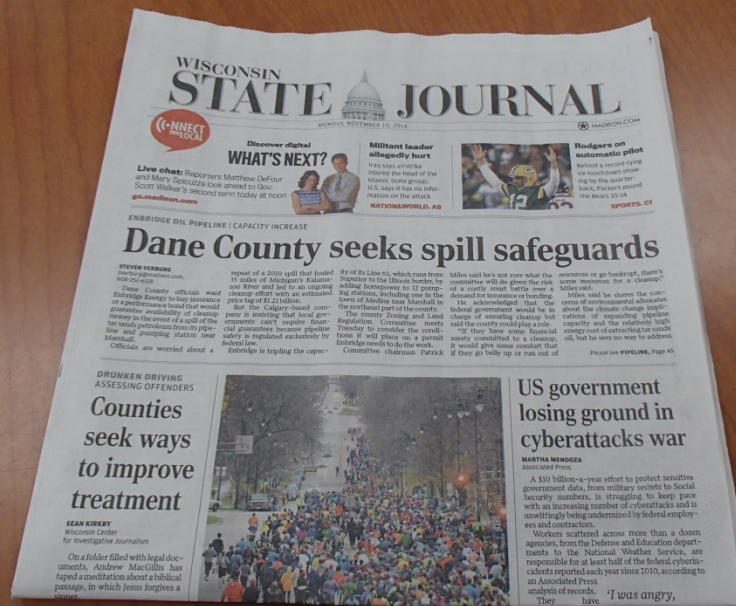 WISCONSIN
STATE JOURNAL
MONDAY, NOVEMBER 10, 2014
MADISON.COM
CONNECT
LOCAL
Live chat: Reporters Matthew DeFour
and Mary Spicuzza look ahead to Gov.
Scott Walker's second term today at noon
go.madison.com
Discover digital
WHAT'S NEXT?
Militant leader
allegedly hurt
Iraq says airstrike
injured the head of the
Islamic State group;
U.S. says it has no infor-
mation on the attack
NATION&WORLD, A8
Rodgers on
automatic pilot
Behind a record-tying
six-touchdown show-
ing by the quarter-
back, Packers pound
the Bears 55-14
SPORTS, C1
ENBRIDGE OIL PIPELINE | CAPACITY INCREASE
Dane County seeks spill safeguards
STEVEN VERBURG
sverburg@madison.com,
608-252-6118
Dane County officials want
Enbridge Energy to buy insurance
or a performance bond that would
guarantee availability of cleanup
money in the event of a spill of the
tar sands petroleum from its pipe-
line and pumping station near
Marshall.
Officials are worried about a
repeat of a 2010 spill that fouled
35 miles of Michigan's Kalama-
zoo River and led to an ongoing
cleanup effort with an estimated
price tag of $1.21 billion.
But the Calgary-based com-
pany is insisting that local gov-
ernments can't require finan-
cial guarantees because pipeline
safety is regulated exclusively by
federal law.
Enbridge is tripling the capac-
ity of its Line 61, which runs from
Superior to the Illinois border, by
adding horsepower to 12 pump-
ing stations, including one in the
town of Medina near Marshall in
the northeast part of the county.
The county Zoning and Land
Regulation Committee meets
Tuesday to consider the condi-
tions it will place on a permit
Enbridge needs to do the work.
Committee chairman Patrick
Miles said he's not sure what the
committee will do given the risk
of a costly court battle over a
demand for insurance or bonding.
He acknowledged that the
federal government would be in
charge of ensuring cleanup but
said the county could play a role.
"If they have some financial
surety committed to a cleanup,
it would give some comfort that
if they go belly up or run out of
resources or go bankrupt, there's
some resources for a cleanup,"
Miles said.
Miles said he shares the con-
cerns of environmental advocates
about the climate change impli-
cations of expanding pipeline
capacity and the relatively high
energy cost of extracting tar sands
oil, but he sees no way to address
Please see PIPELINE, Page A5
DRUNKEN DRIVING
ASSESSING OFFENDERS
Counties
seek ways
to improve
treatment
SEAN KIRKBY
Wisconsin Center
for Investigative Journalism
On a folder filled with legal doc-
uments, Andrew MacGillis has
taped a meditation about a biblical
passage, in which Jesus forgives a
sinner.
US government
losing ground in
cyberattacks war
MARTHA MENDOZA
Associated Press
A $10 billion-a-year effort to protect sensitive
government data, from military secrets to Social
Security numbers, is struggling to keep pace
with an increasing number of cyberattacks and is
unwittingly being undermined by federal employ-
ees and contractors.
Workers scattered across more than a dozen
agencies, from the Defense and Education depart-
ments to the National Weather Service, are
responsible for at least half of the federal cyberin-
cidents reported each year since 2010, according to
an Associated Press
analysis of records.
They have
'I was angry,